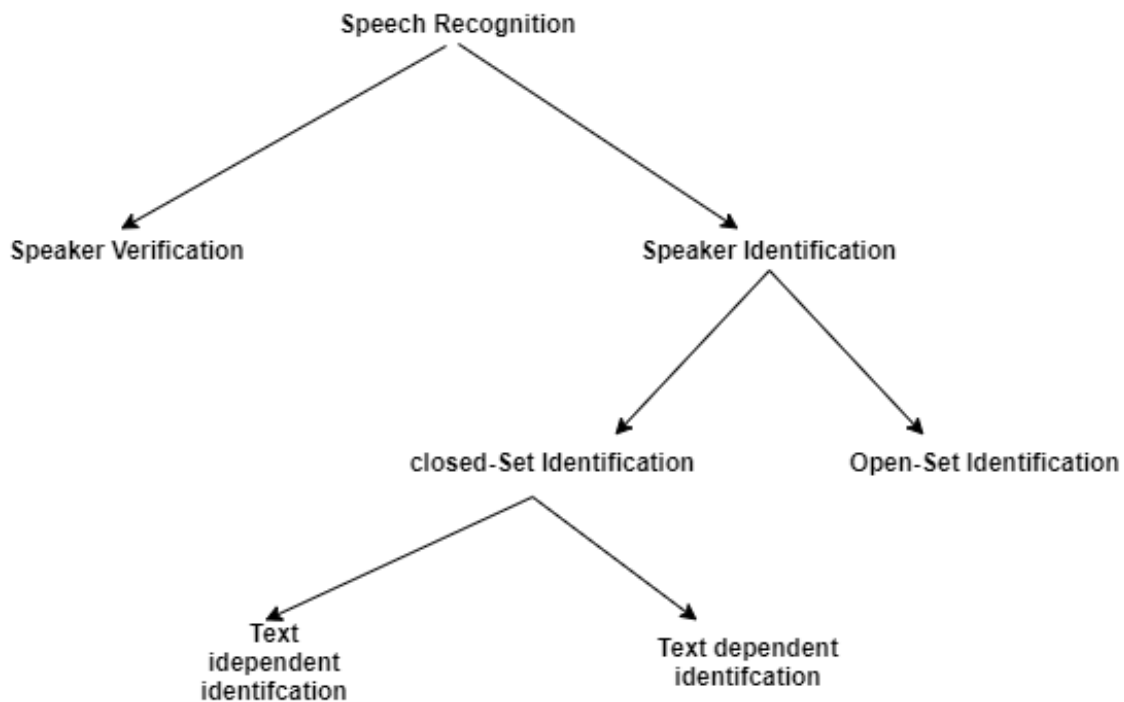 Speech Recognition
Speaker Verification
Speaker Identification
closed-Set Identification
Open-Set Identification
Text
idependent
identifcation
Text dependent
identifcation